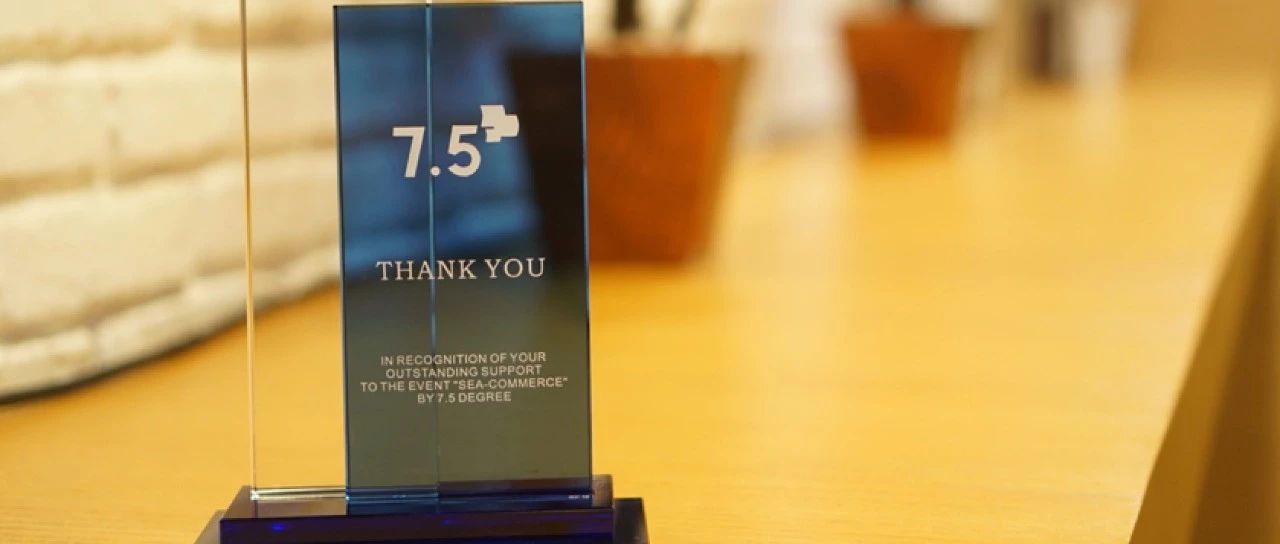 7.5
THANK YOU
IN RECOGNITION OF YOUR
OUTSTANDING SUPPORT
TO THE EVENT "SEA-COMMERCE"
BY 7.5 DEGREE